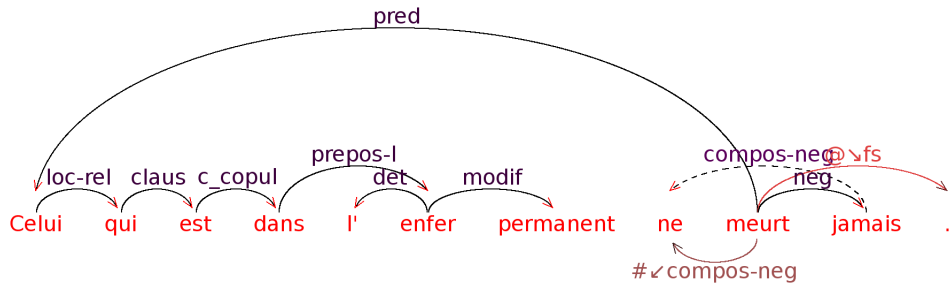 pred
prepos-l compos-neg @↘fs
loc-rel claus c_copul det modif neg
Celui qui est dans l' enfer permanent ne meurt jamais .
#↙compos-neg